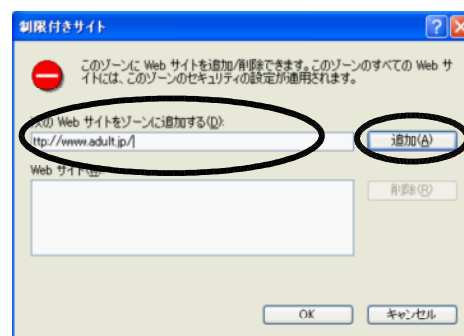 制限付きサイト
このゾーンに Web サイトを追加/削除できます。このゾーンのすべての Web サ
イトには、このゾーンのセキュリティの設定が適用されます。
次の Web サイトをゾーンに追加する(D):
ttp://www.adult.jp/
追加(A)
Web サイト(W):
削除(R)
OK
キャンセル